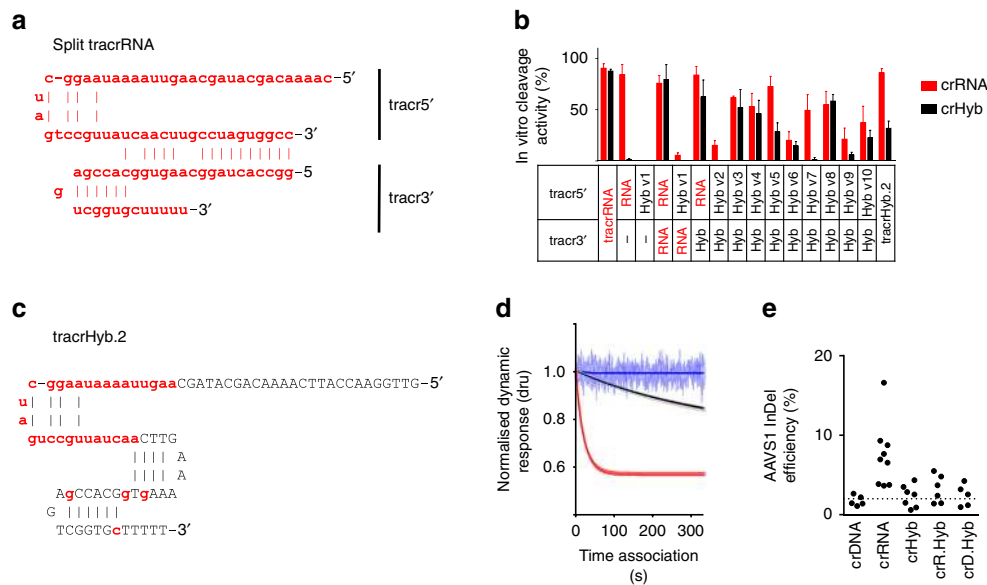 a
Split tracrRNA
c-ggaauaaaauugaacgauacgacaaaac-5′
u
a
gtccguuaucaacuugccuaguggcc-3′
agccacggugaacggaucaccgg-5
g
ucggugcuuuuu-3′
tracr5′
tracr3′
b
In vitro cleavage
activity (%)
100
50
crRNA
crHyb
tracr5′
tracrRNA
RNA
Hyb v1
RNA
Hyb v1
RNA
Hyb v2
Hyb v3
Hyb v4
Hyb v5
Hyb v6
Hyb v7
Hyb v8
Hyb v9
Hyb v10
tracrHyb.2
tracr3′
–
–
RNA
RNA
Hyb
Hyb
Hyb
Hyb
Hyb
Hyb
Hyb
Hyb
Hyb
Hyb
c
tracrHyb.2
c-ggaauaaaauugaaCGATACGACAAAACTTACCAAGGTTG-5′
u
a
guccguuaucaaCTTG
A
A
AgCCACGgTgAAA
G
TCGGTGcTTTTT-3′
d
Normalised dynamic
response (dru)
1.0
0.8
0.6
0
100
200
300
Time association
(s)
e
AAVS1 InDel
efficiency (%)
20
10
0
crDNA
crRNA
crHyb
crR.Hyb
crD.Hyb